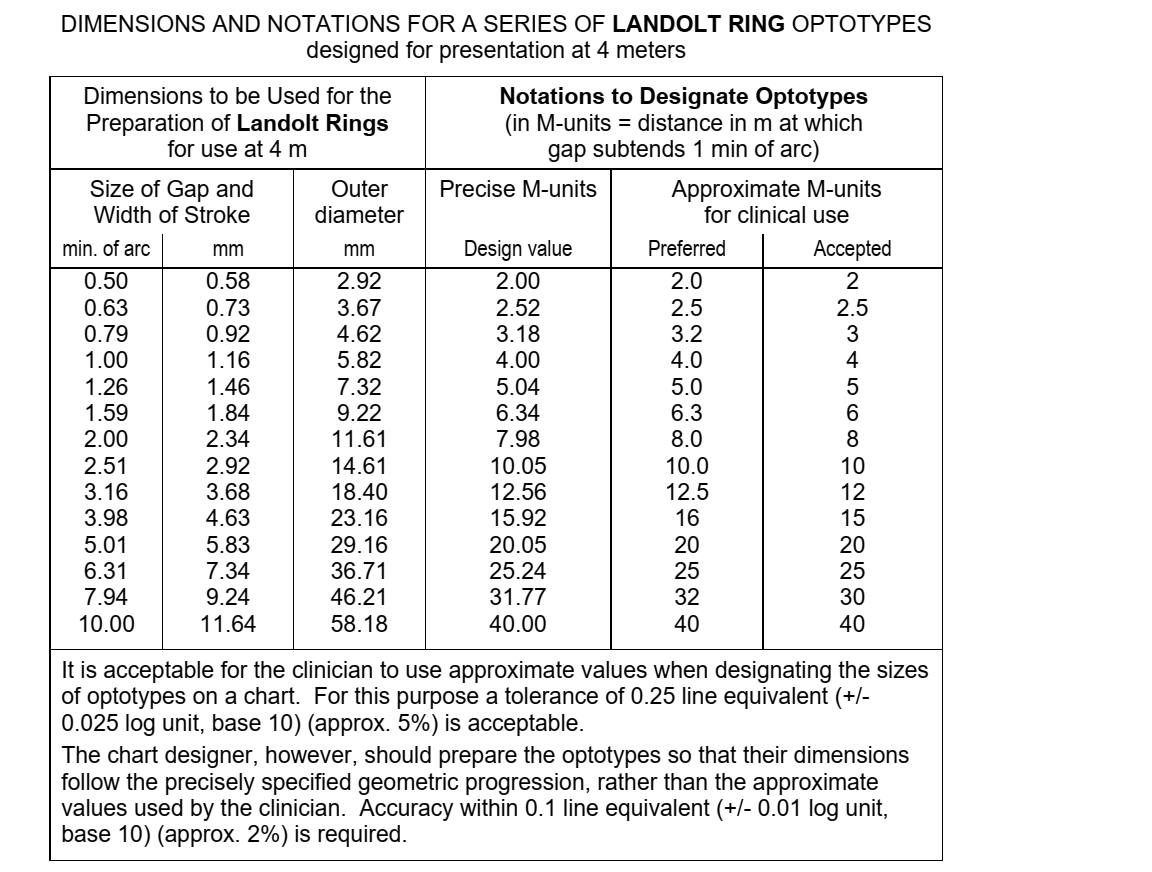 DIMENSIONS AND NOTATIONS FOR A SERIES OF LANDOLT RING OPTOTYPES
designed for presentation at 4 meters
Dimensions to be Used for the
Preparation of Landolt Rings
for use at 4 m
Notations to Designate Optotypes
(in M-units = distance in m at which
gap subtends 1 min of arc)
Size of Gap and
Width of Stroke
Outer
diameter
Precise M-units
Approximate M-units
for clinical use
min. of arc mm mm Design value Preferred Accepted
0.50 0.58 2.92 2.00 2.0 2
0.63 0.73 3.67 2.52 2.5 2.5
0.79 0.92 4.62 3.18 3.2 3
1.00 1.16 5.82 4.00 4.0 4
1.26 1.46 7.32 5.04 5.0 5
1.59 1.84 9.22 6.34 6.3 6
2.00 2.34 11.61 7.98 8.0 8
2.51 2.92 14.61 10.05 10.0 10
3.16 3.68 18.40 12.56 12.5 12
3.98 4.63 23.16 15.92 16 15
5.01 5.83 29.16 20.05 20 20
6.31 7.34 36.71 25.24 25 25
7.94 9.24 46.21 31.77 32 30
10.00 11.64 58.18 40.00 40 40
It is acceptable for the clinician to use approximate values when designating the sizes
of optotypes on a chart.  For this purpose a tolerance of 0.25 line equivalent (+/-
0.025 log unit, base 10) (approx. 5%) is acceptable.
The chart designer, however, should prepare the optotypes so that their dimensions
follow the precisely specified geometric progression, rather than the approximate
values used by the clinician.  Accuracy within 0.1 line equivalent (+/- 0.01 log unit,
base 10) (approx. 2%) is required.